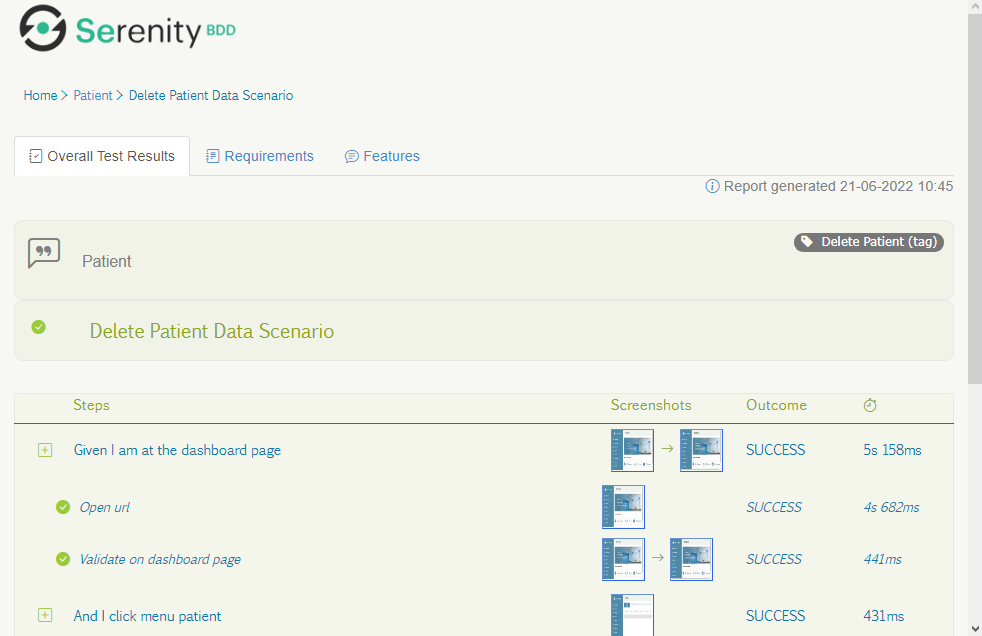 Serenity BDD
Home > Patient > Delete Patient Data Scenario
Overall Test Results Requirements Features
Report generated 21-06-2022 10:45
Delete Patient (tag)
Patient
Delete Patient Data Scenario
Steps Screenshots Outcome
Given I am at the dashboard page SUCCESS 5s 158ms
Open url SUCCESS 4s 682ms
Validate on dashboard page SUCCESS 441ms
And I click menu patient SUCCESS 431ms